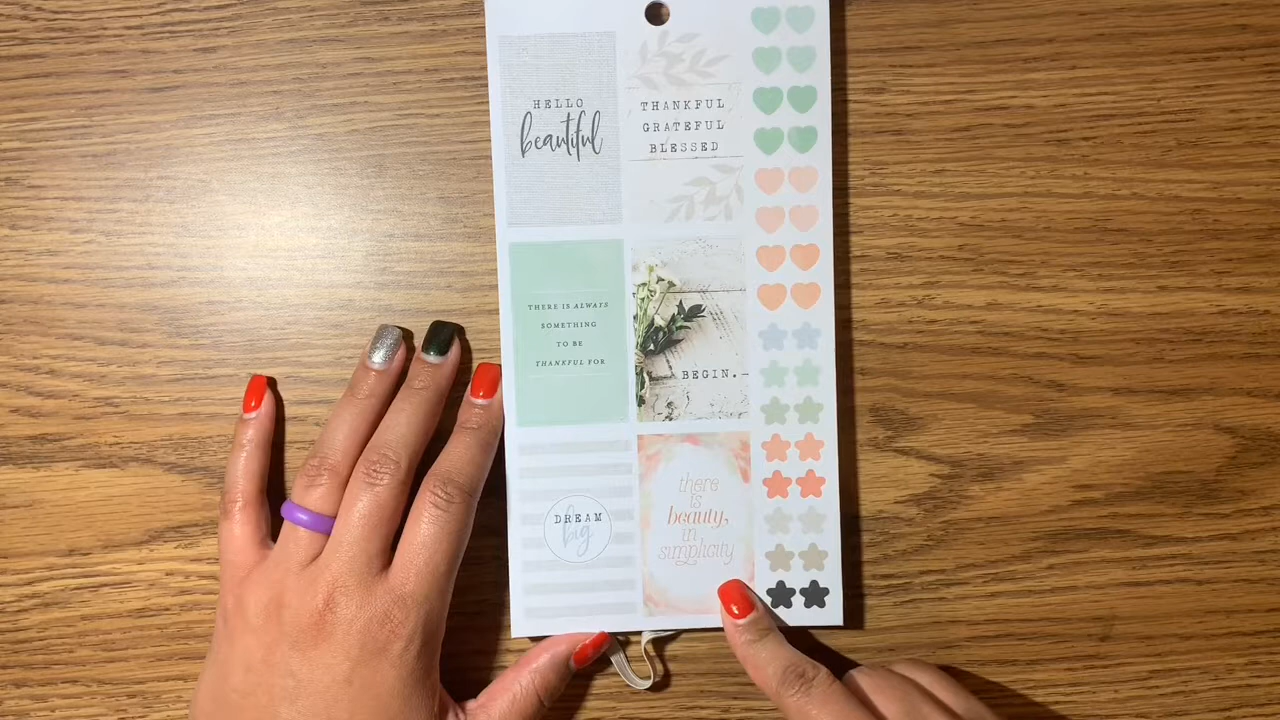 HELLO
beautiful
THANKFUL
GRATEFUL
BLESSED
THERE IS ALWAYS
SOMETHING
TO BE
THANKFUL FOR
BEGIN.
DREAM
big
there
is
beauty,
in
simplicity